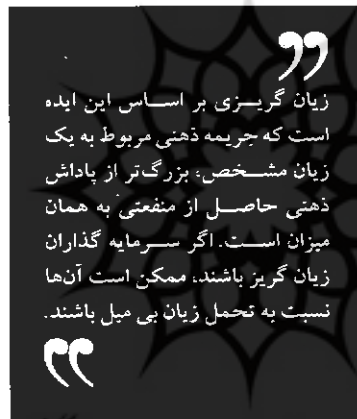 زیان گریزی بر اساس این ایده
است که جریمه ذهنی مربوط به یک
زیان مشخص، بزرگ‌تر از پاداش
ذهنی حاصل از منفعتی به همان
میزان است. اگر سرمایه گذاران
زیان گریز باشند، ممکن است آن‌ها
نسبت به تحمل زیان بی میل باشند.